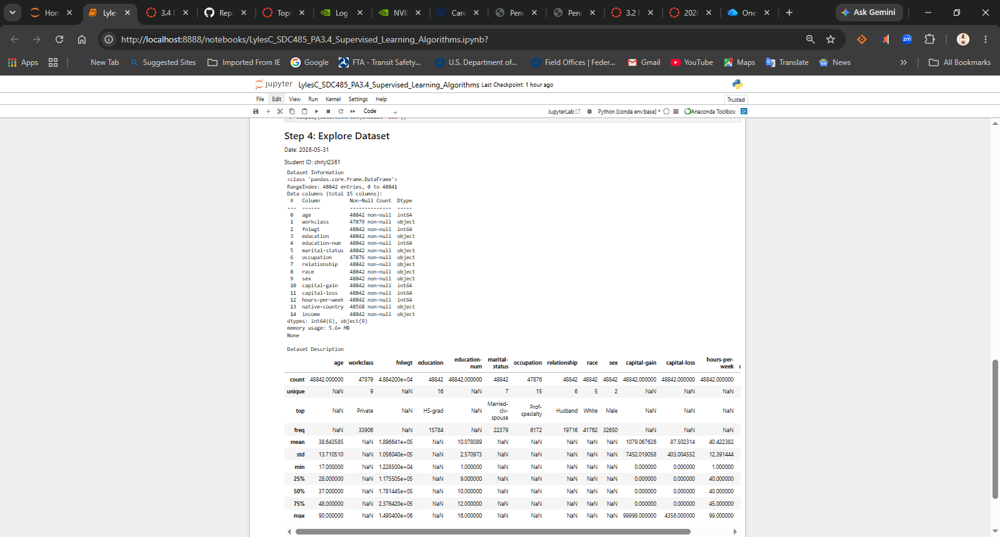 Hor
Lyles
3.4 F
Rep
Topi
Log
NVII
Care
Penn
Penn
3.2 F
202
One
Ask Gemini
http://localhost:8888/notebooks/LylesC_SDC485_PA3.4_Supervised_Learning_Algorithms.ipynb?
zm
Apps New Tab Suggested Sites Imported From IE Google FTA - Transit Safety... U.S. Department of... Field Offices | Feder... Gmail YouTube Maps Translate News » All Bookmarks
jupyter LylesC_SDC485_PA3.4_Supervised_Learning_Algorithms Last Checkpoint: 1 hour ago
File Edit View Run Kernel Settings Help Trusted
Code JupyterLab Python [conda env:base] * Anaconda Toolbox
Step 4: Explore Dataset
Date: 2026-05-31
Student ID: chrlyl2361
Dataset Information
<class 'pandas.core.frame.DataFrame'>
RangeIndex: 48842 entries, 0 to 48841
Data columns (total 15 columns):
# Column Non-Null Count Dtype
--- ------ -------------- -----
0 age 48842 non-null int64
1 workclass 47879 non-null object
2 fnlwgt 48842 non-null int64
3 education 48842 non-null object
4 education-num 48842 non-null int64
5 marital-status 48842 non-null object
6 occupation 47876 non-null object
7 relationship 48842 non-null object
8 race 48842 non-null object
9 sex 48842 non-null object
10 capital-gain 48842 non-null int64
11 capital-loss 48842 non-null int64
12 hours-per-week 48842 non-null int64
13 native-country 48568 non-null object
14 income 48842 non-null object
dtypes: int64(6), object(9)
memory usage: 5.6+ MB
None
Dataset Description
age workclass fnlwgt education education-num marital-status occupation relationship race sex capital-gain capital-loss hours-per-week c
count 48842.000000 47879 4.884200e+04 48842 48842.000000 48842 47876 48842 48842 48842 48842.000000 48842.000000 48842.000000
unique NaN 9 NaN 16 NaN 7 15 6 5 2 NaN NaN NaN
top NaN Private NaN HS-grad NaN Married-civ-spouse Prof-specialty Husband White Male NaN NaN NaN
freq NaN 33906 NaN 15784 NaN 22379 6172 19716 41762 32650 NaN NaN NaN
mean 38.643585 NaN 1.896641e+05 NaN 10.078089 NaN NaN NaN NaN NaN 1079.067626 87.502314 40.422382
std 13.710510 NaN 1.056040e+05 NaN 2.570973 NaN NaN NaN NaN NaN 7452.019058 403.004552 12.391444
min 17.000000 NaN 1.228500e+04 NaN 1.000000 NaN NaN NaN NaN NaN 0.000000 0.000000 1.000000
25% 28.000000 NaN 1.175505e+05 NaN 9.000000 NaN NaN NaN NaN NaN 0.000000 0.000000 40.000000
50% 37.000000 NaN 1.781445e+05 NaN 10.000000 NaN NaN NaN NaN NaN 0.000000 0.000000 40.000000
75% 48.000000 NaN 2.376420e+05 NaN 12.000000 NaN NaN NaN NaN NaN 0.000000 0.000000 45.000000
max 90.000000 NaN 1.490400e+06 NaN 16.000000 NaN NaN NaN NaN NaN 99999.000000 4356.000000 99.000000